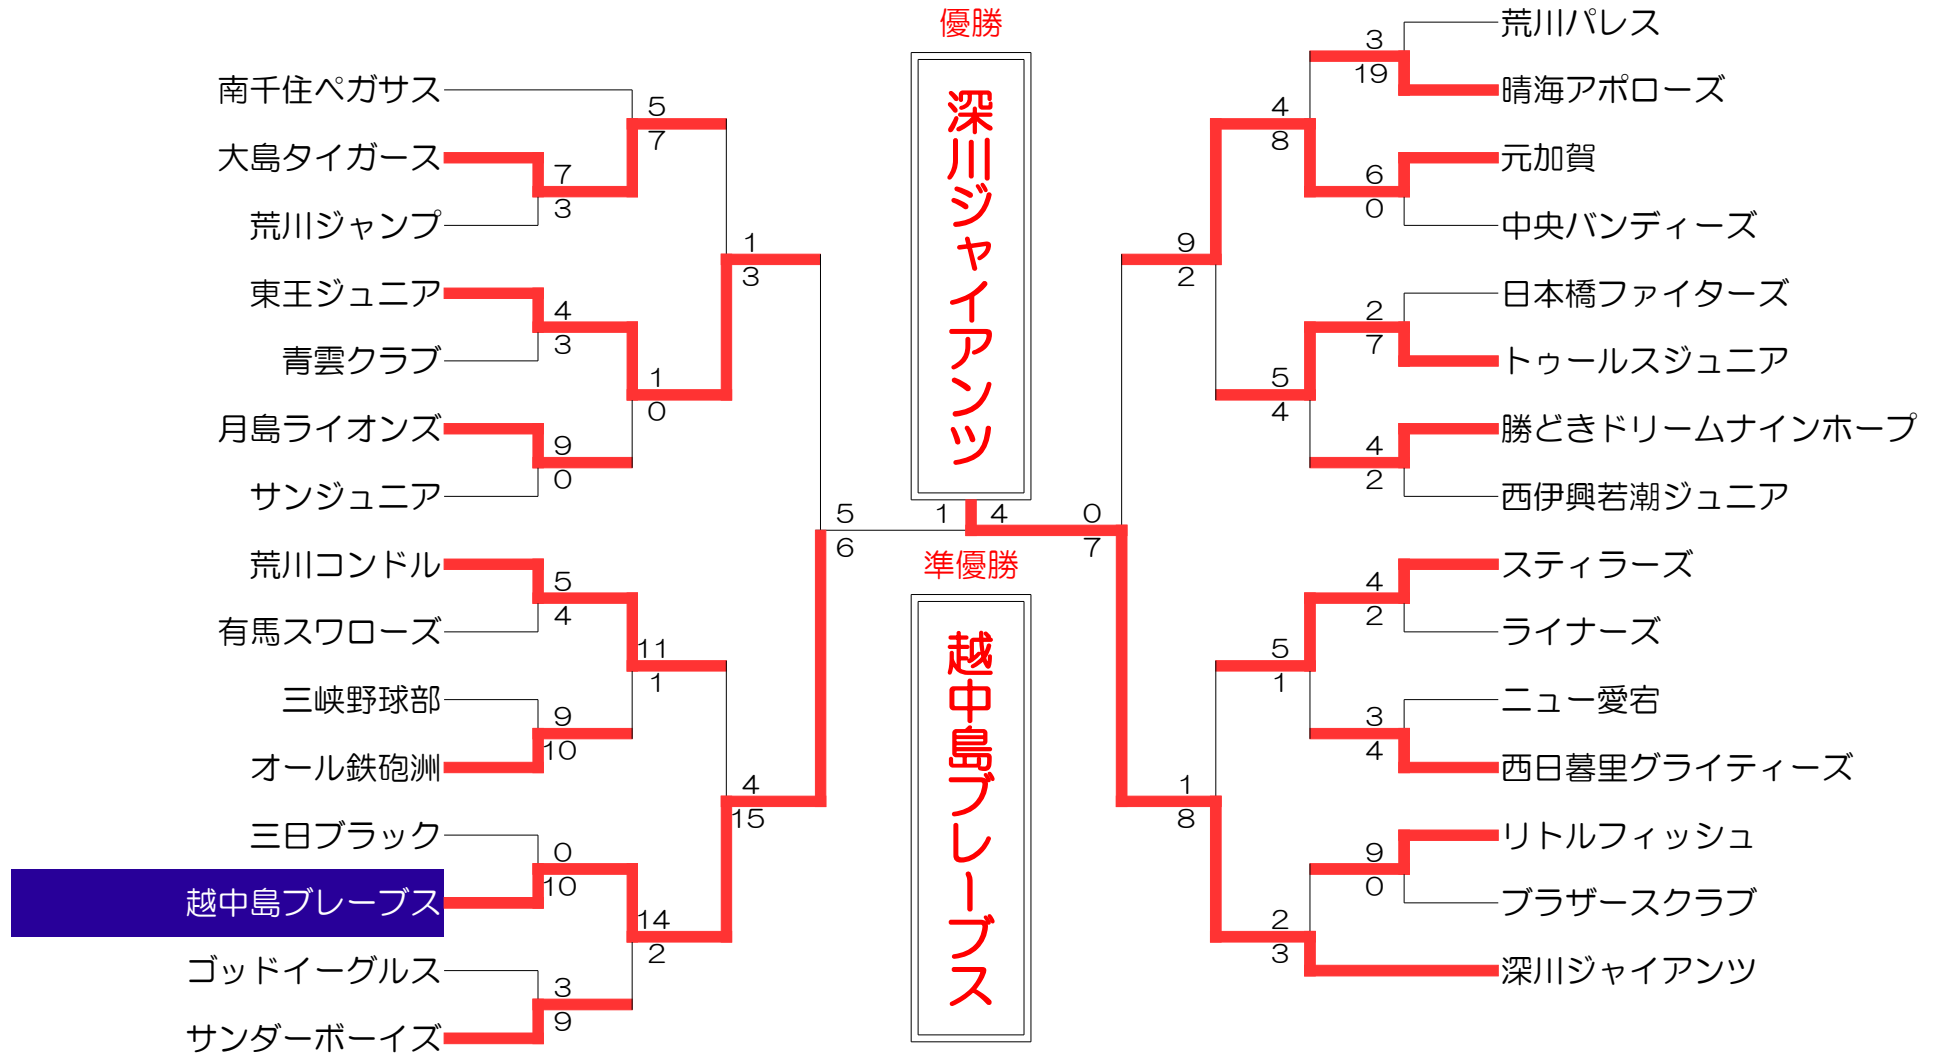 優勝
深川ジャイアンツ
準優勝
越中島ブレーブス
1 4
南千住ペガサス
大島タイガース
荒川ジャンプ
東王ジュニア
青雲クラブ
月島ライオンズ
サンジュニア
荒川コンドル
有馬スワローズ
三峡野球部
オール鉄砲洲
三日ブラック
越中島ブレーブス
ゴッドイーグルス
サンダーボーイズ
7
3
4
3
9
0
5
4
9
10
0
10
3
9
5
7
1
0
11
1
14
2
1
3
4
15
5
6
0
7
9
2
1
8
4
8
5
4
5
1
2
3
3
19
6
0
2
7
4
2
4
2
3
4
9
0
荒川パレス
晴海アポローズ
元加賀
中央バンディーズ
日本橋ファイターズ
トゥールスジュニア
勝どきドリームナインホープ
西伊興若潮ジュニア
スティラーズ
ライナーズ
ニュー愛宕
西日暮里グライティーズ
リトルフィッシュ
ブラザースクラブ
深川ジャイアンツ